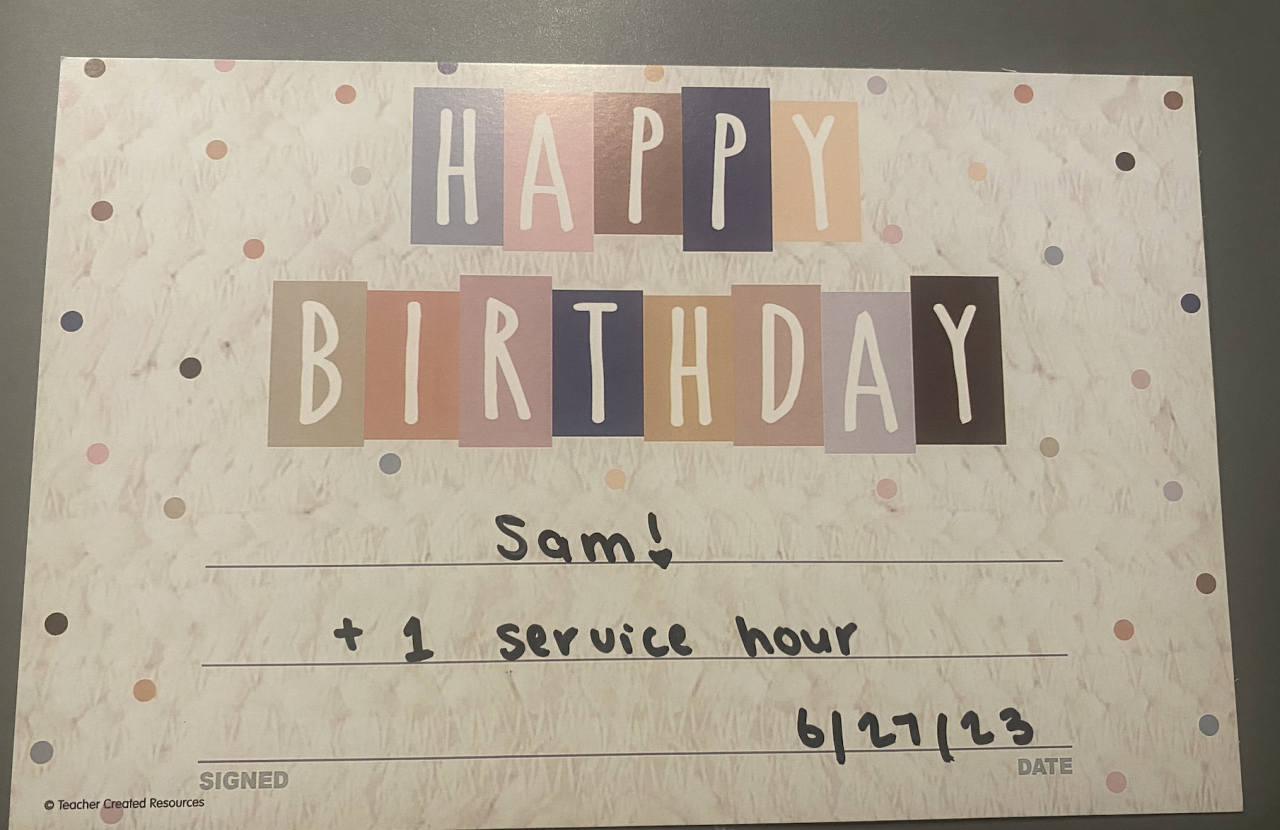 HAPPY
BIRTHDAY
Sam!
+ 1 service hour
6/27/23
SIGNED DATE
© Teacher Created Resources